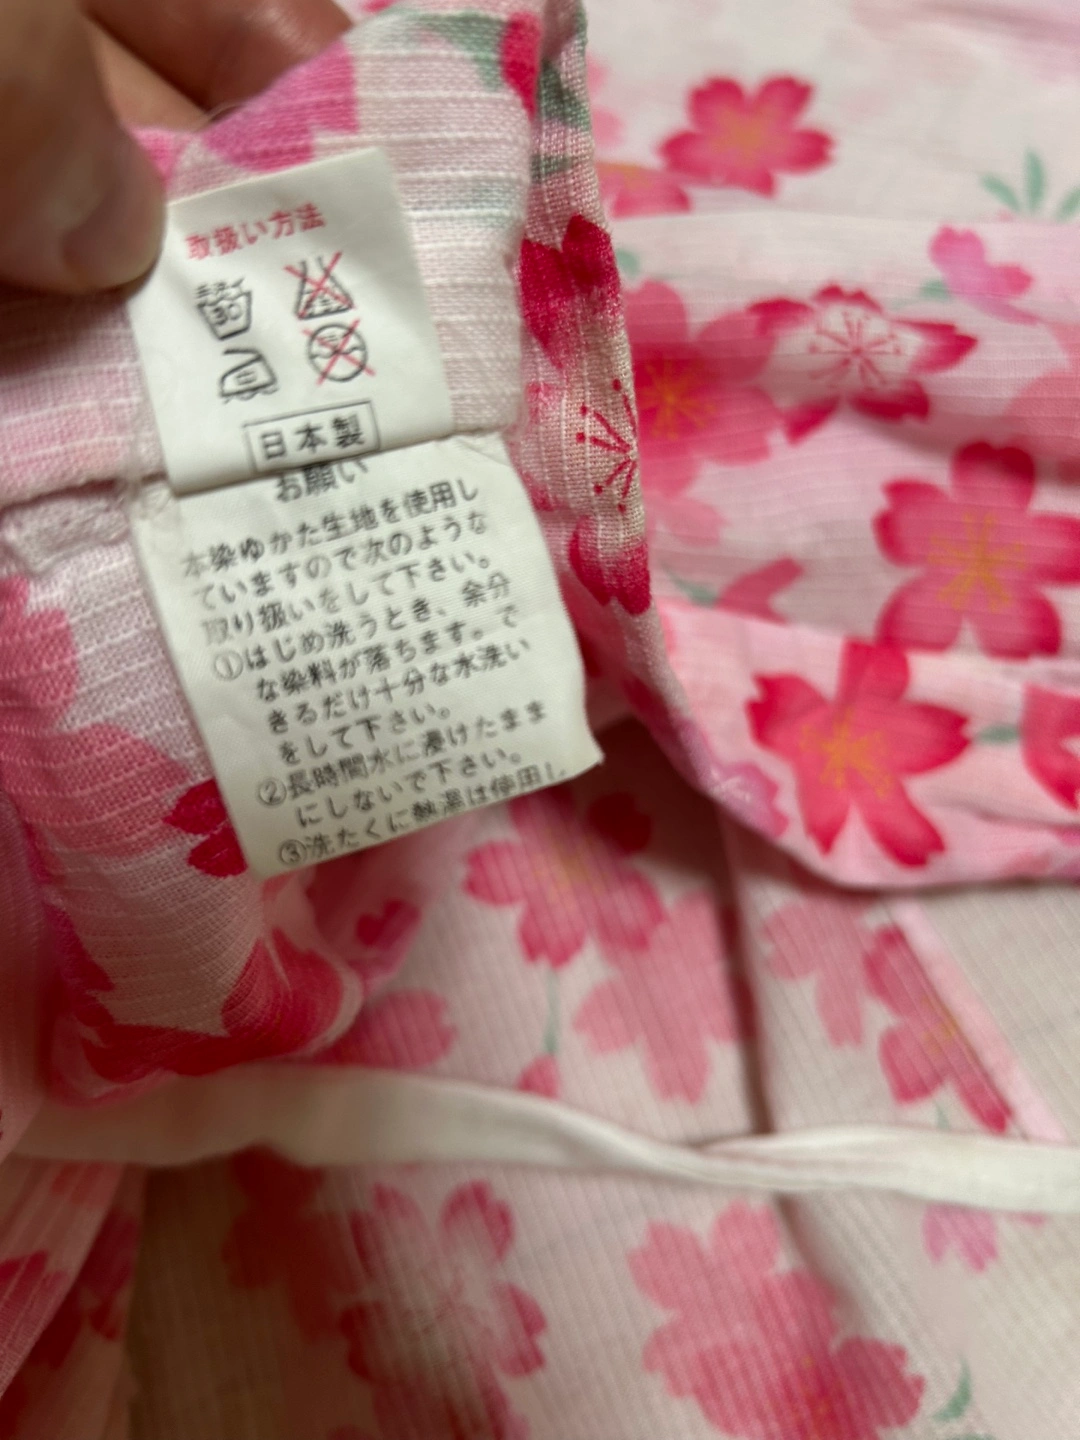 取扱い方法
30
日本製
お願い
本染ゆかた生地を使用し
ていますので次のような
取り扱いをして下さい。
①はじめ洗うとき、余分
な染料が落ちます。で
きるだけ十分な水洗い
をして下さい。
②長時間水に浸けたまま
にしないで下さい。
③洗たくに熱湯は使用し